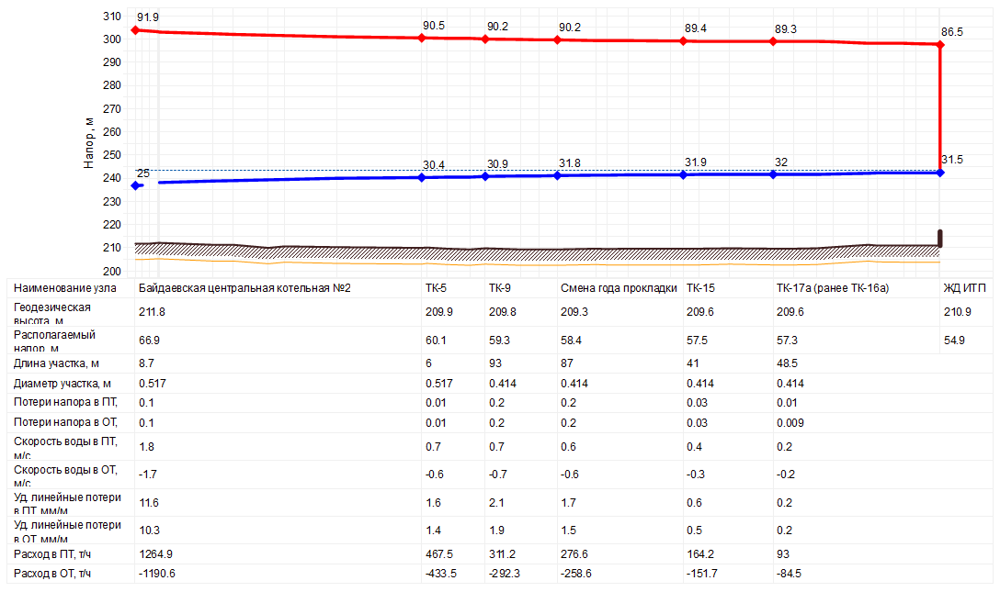 310
300
290
280
270
260
250
240
230
220
210
200
Напор, м
91.9
90.5
90.2
90.2
89.4
89.3
86.5
25
30.4
30.9
31.8
31.9
32
31.5
Наименование узла Байдаевская центральная котельная №2 ТК-5 ТК-9 Смена года прокладки ТК-15 ТК-17а (ранее ТК-16а) ЖД ИТП
Геодезическая
высота, м 211.8 209.9 209.8 209.3 209.6 209.6 210.9
Располагаемый
напор, м 66.9 60.1 59.3 58.4 57.5 57.3 54.9
Длина участка, м 8.7 6 93 87 41 48.5
Диаметр участка, м 0.517 0.517 0.414 0.414 0.414 0.414
Потери напора в ПТ, 0.1 0.01 0.2 0.2 0.03 0.01
Потери напора в ОТ, 0.1 0.01 0.2 0.2 0.03 0.009
Скорость воды в ПТ,
м/с 1.8 0.7 0.7 0.6 0.4 0.2
Скорость воды в ОТ,
м/с -1.7 -0.6 -0.7 -0.6 -0.3 -0.2
Уд. линейные потери
в ПТ, мм/м 11.6 1.6 2.1 1.7 0.6 0.2
Уд. линейные потери
в ОТ, мм/м 10.3 1.4 1.9 1.5 0.5 0.2
Расход в ПТ, т/ч 1264.9 467.5 311.2 276.6 164.2 93
Расход в ОТ, т/ч -1190.6 -433.5 -292.3 -258.6 -151.7 -84.5